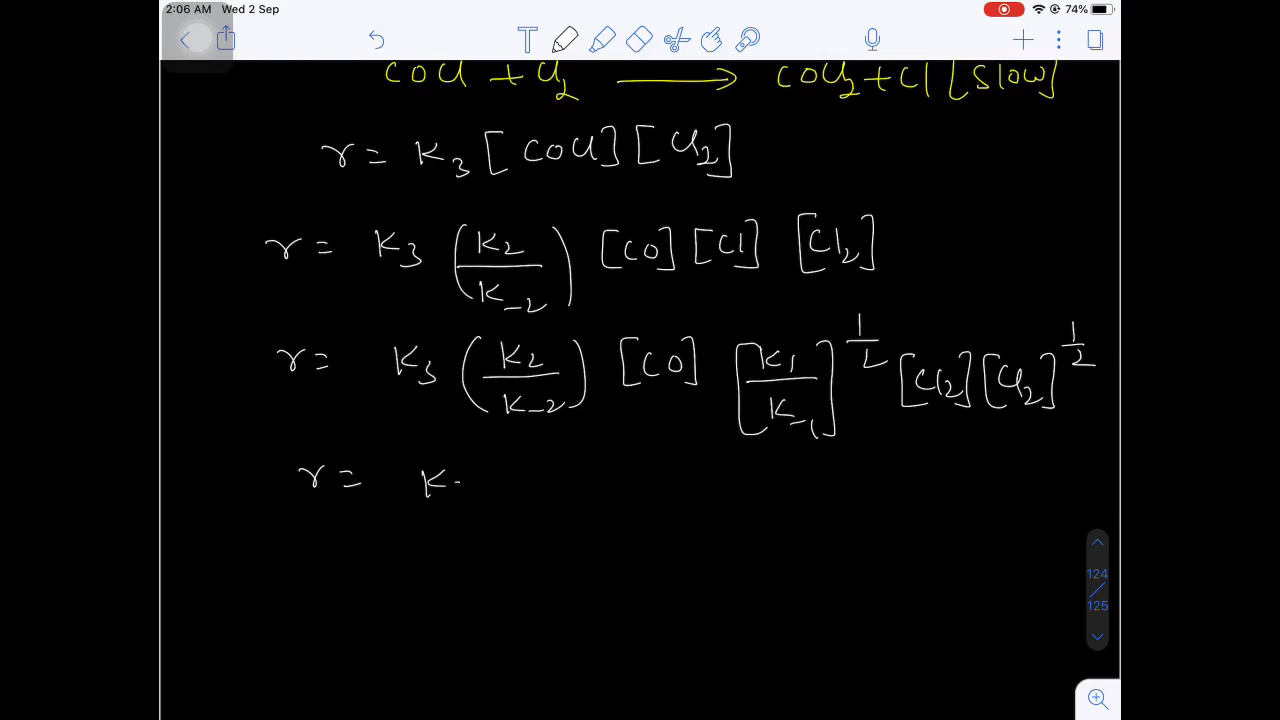 2:06 AM Wed 2 Sep 74%
COCl + Cl2 ⟶ COCl2 + Cl [Slow]
r = K3 [COCl] [Cl2]
r = K3 (K2/K-2) [CO] [Cl] [Cl2]
r = K3 (K2/K-2) [CO] [K1/K-1]^1/2 [Cl2] [Cl2]^1/2
r = K
124
/
125